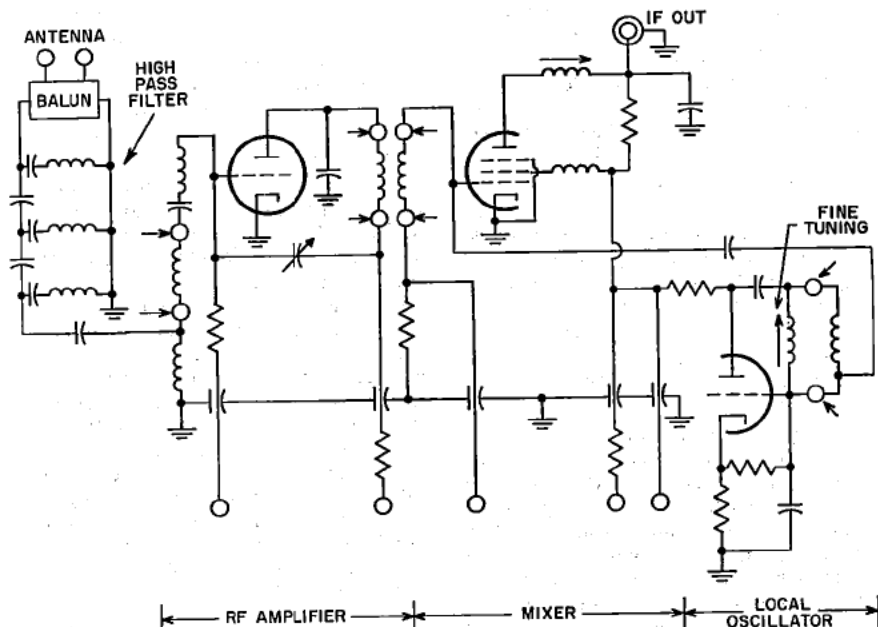 IF OUT
ANTENNA
HIGH
PASS
FILTER
BALUN
FINE
TUNING
RF AMPLIFIER
MIXER
LOCAL
OSCILLATOR